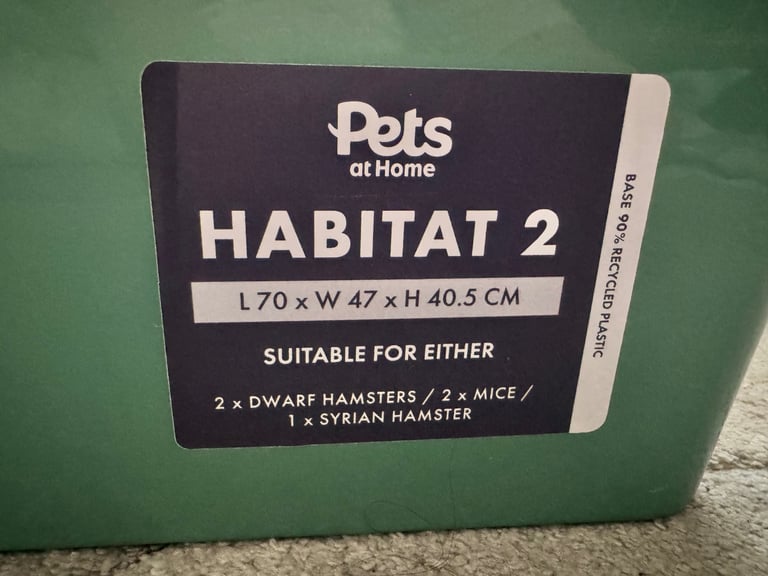 Pets
at Home
HABITAT 2
L 70 x W 47 x H 40.5 CM
SUITABLE FOR EITHER
2 x DWARF HAMSTERS / 2 x MICE /
1 x SYRIAN HAMSTER
BASE 90% RECYCLED PLASTIC